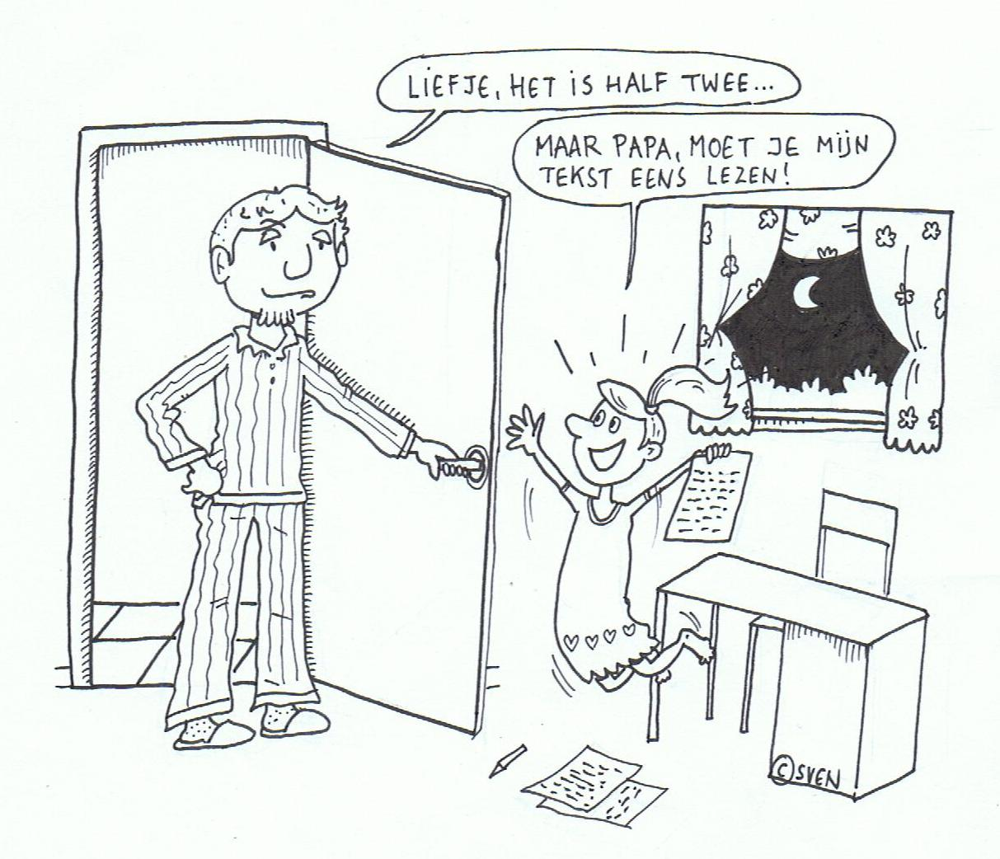 LIEFJE, HET IS HALF TWEE...
MAAR PAPA, MOET JE MIJN
TEKST EENS LEZEN!
© SVEN